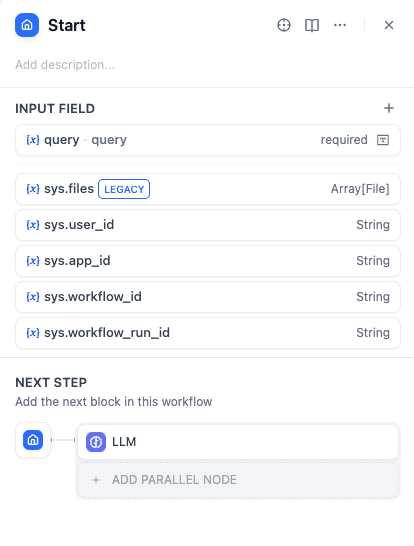 Start
Add description...
INPUT FIELD
{x} query · query required
{x} sys.files LEGACY Array[File]
{x} sys.user_id String
{x} sys.app_id String
{x} sys.workflow_id String
{x} sys.workflow_run_id String
NEXT STEP
Add the next block in this workflow
LLM
+ ADD PARALLEL NODE